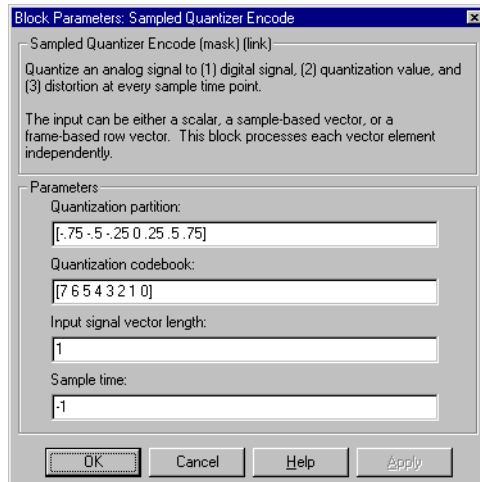 Block Parameters: Sampled Quantizer Encode
Sampled Quantizer Encode (mask) (link)
Quantize an analog signal to (1) digital signal, (2) quantization value, and
(3) distortion at every sample time point.
The input can be either a scalar, a sample-based vector, or a
frame-based row vector.  This block processes each vector element
independently.
Parameters
Quantization partition:
[-.75 -.5 -.25 0 .25 .5 .75]
Quantization codebook:
[7 6 5 4 3 2 1 0]
Input signal vector length:
1
Sample time:
-1
OK Cancel Help Apply